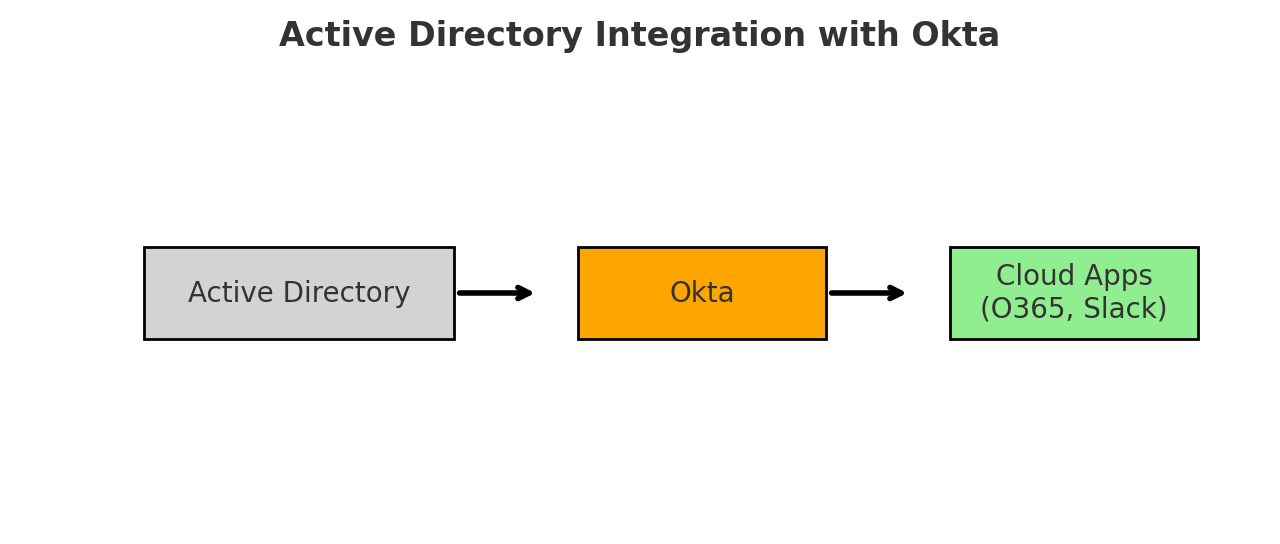 Active Directory Integration with Okta
Active Directory
Okta
Cloud Apps
(O365, Slack)